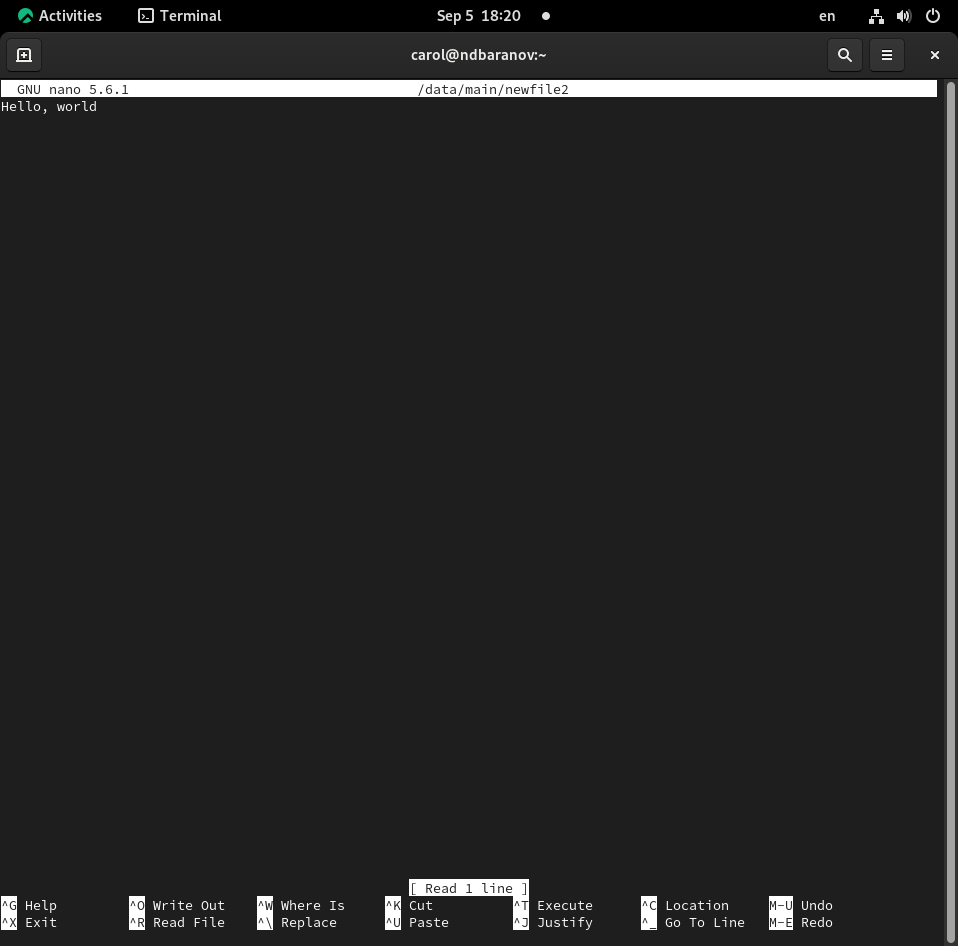 Activities Terminal Sep 5 18:20 en
carol@ndbaranov:~
GNU nano 5.6.1 /data/main/newfile2
Hello, world
[ Read 1 line ]
^G Help ^O Write Out ^W Where Is ^K Cut ^T Execute ^C Location M-U Undo
^X Exit ^R Read File ^\ Replace ^U Paste ^J Justify ^_ Go To Line M-E Redo